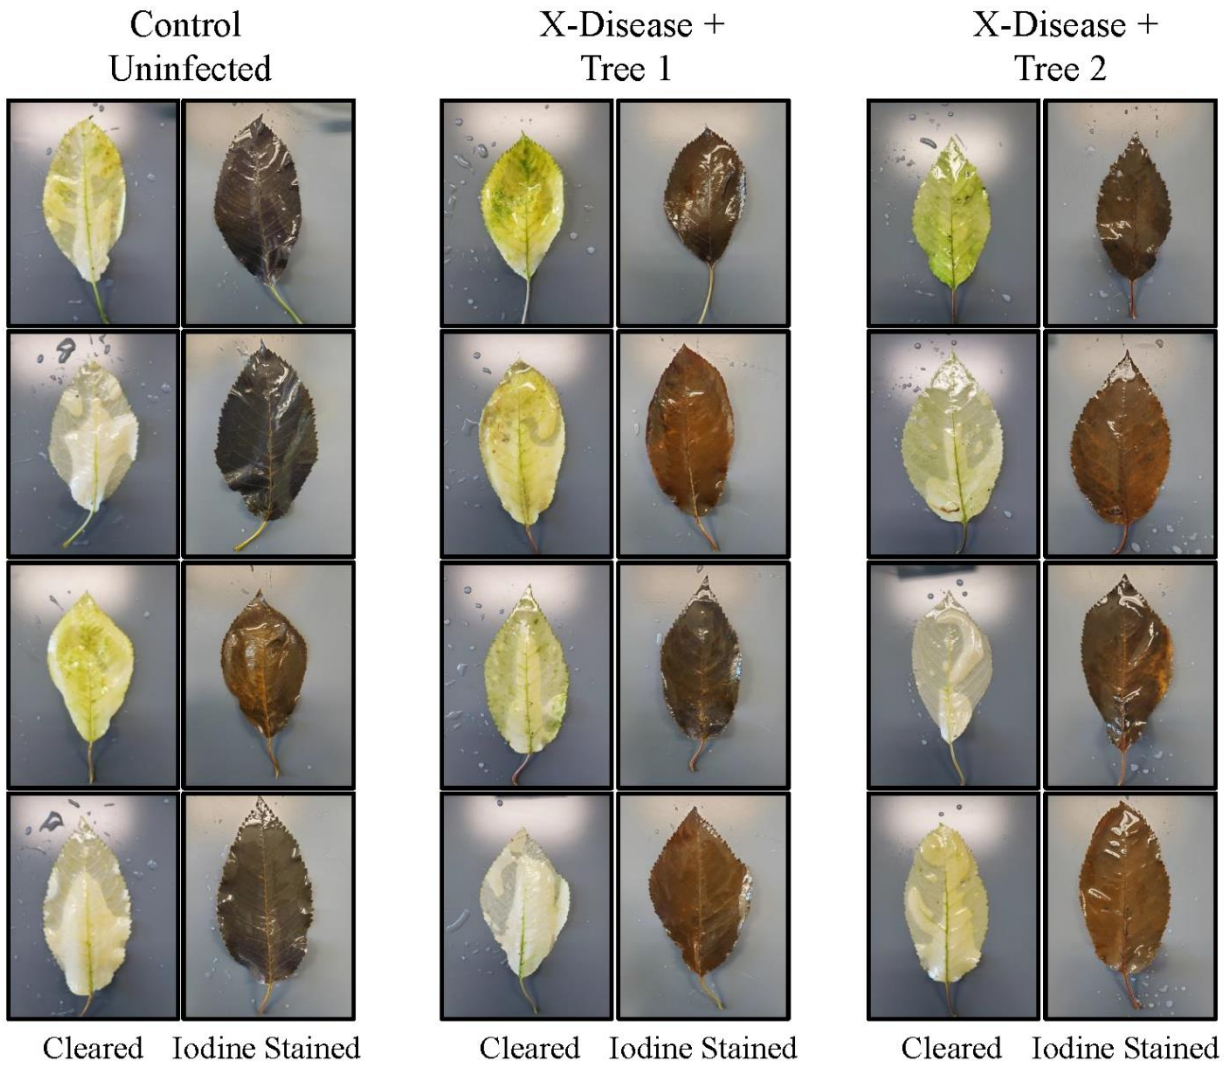 Control
Uninfected
X-Disease +
Tree 1
X-Disease +
Tree 2
Cleared
Iodine Stained
Cleared
Iodine Stained
Cleared
Iodine Stained